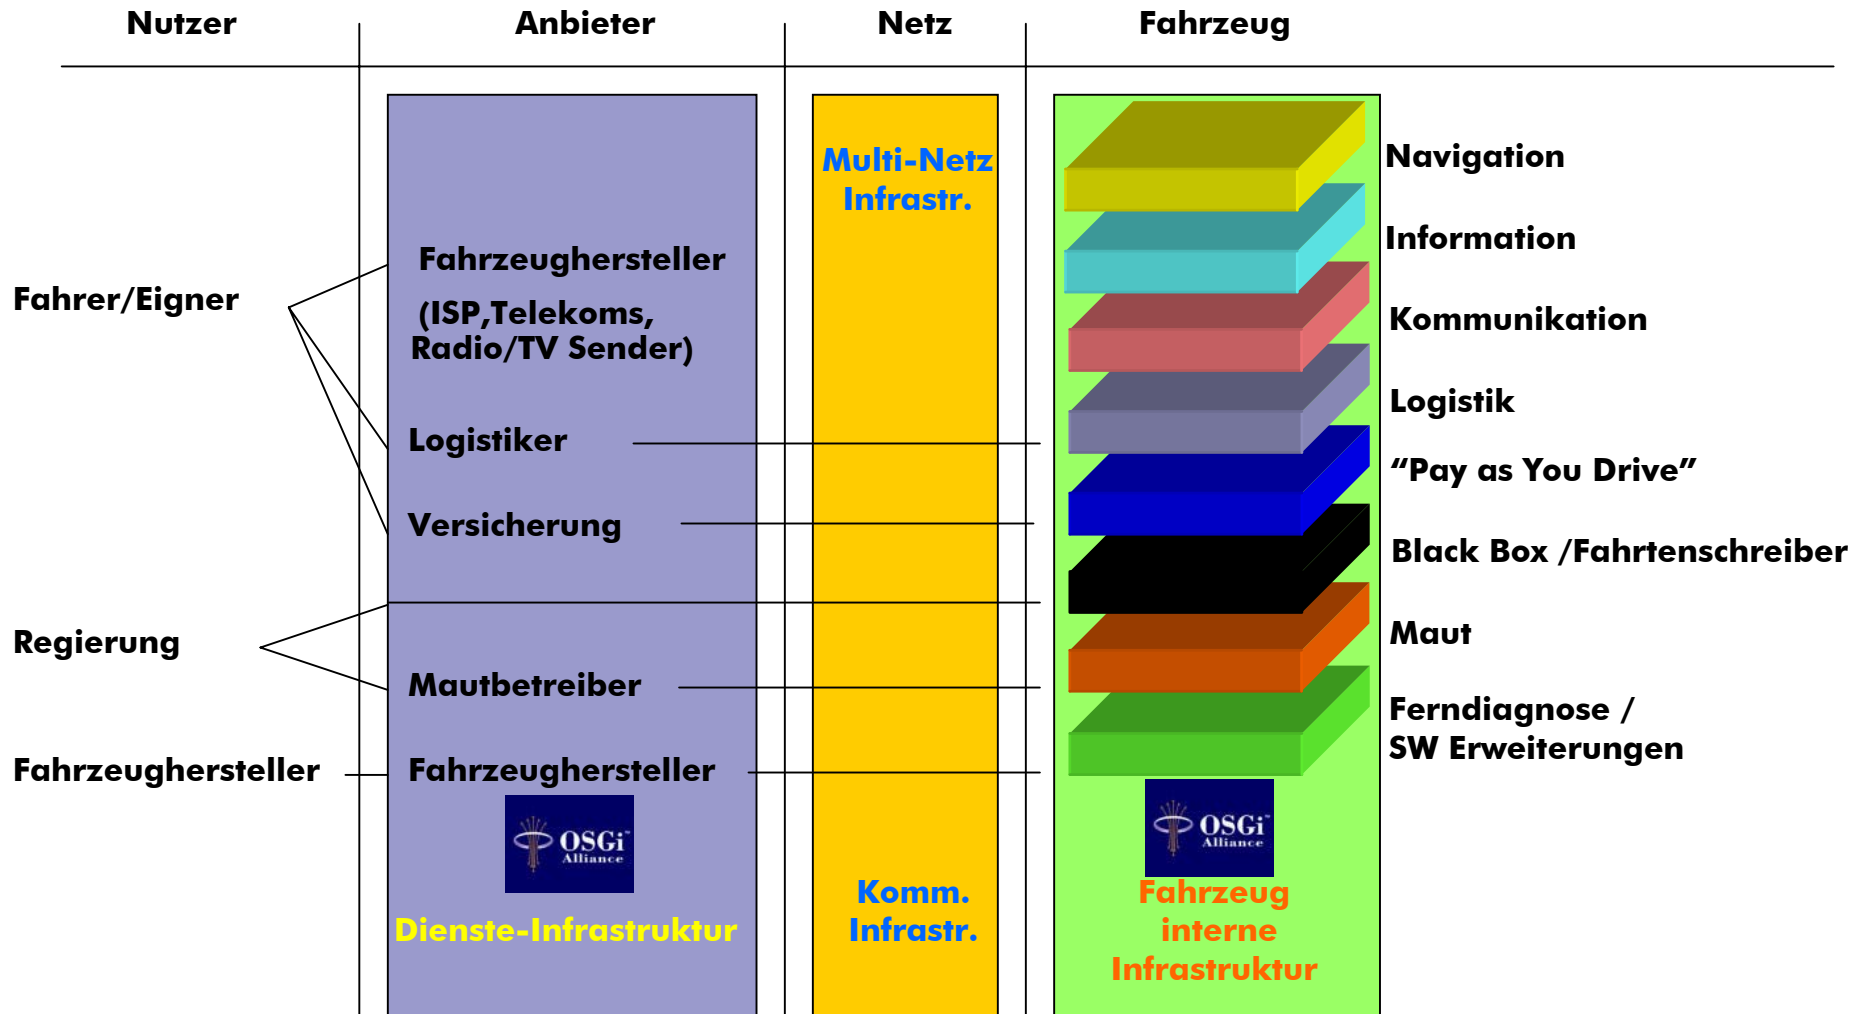 Nutzer
Anbieter
Netz
Fahrzeug
Multi-Netz
Infrastr.
Navigation
Information
Fahrzeughersteller
(ISP,Telekoms,
Radio/TV Sender)
Fahrer/Eigner
Kommunikation
Logistik
Logistiker
“Pay as You Drive”
Versicherung
Black Box /Fahrtenschreiber
Regierung
Maut
Mautbetreiber
Ferndiagnose /
SW Erweiterungen
Fahrzeughersteller
Fahrzeughersteller
OSGi™
Alliance
OSGi™
Alliance
Dienste-Infrastruktur
Komm.
Infrastr.
Fahrzeug
interne
Infrastruktur